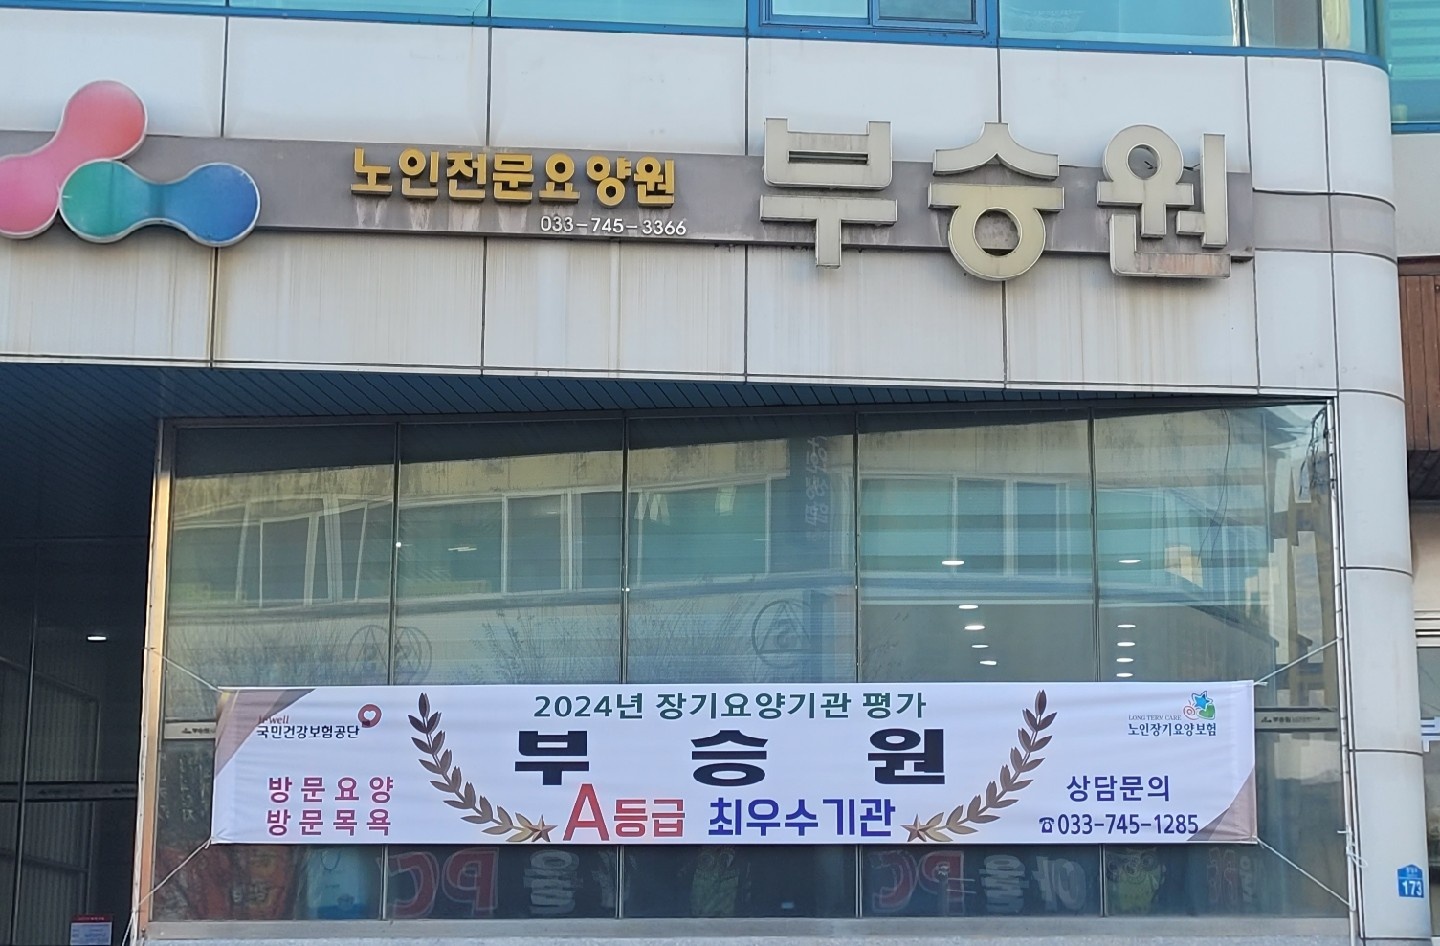 노인전문요양원
033-745-3366
부승원
h·well
국민건강보험공단
2024년 장기요양기관 평가
부 승 원
A등급 최우수기관
방문요양
방문목욕
LONG TERV CARE
노인장기요양보험
상담문의
☎033-745-1285
173